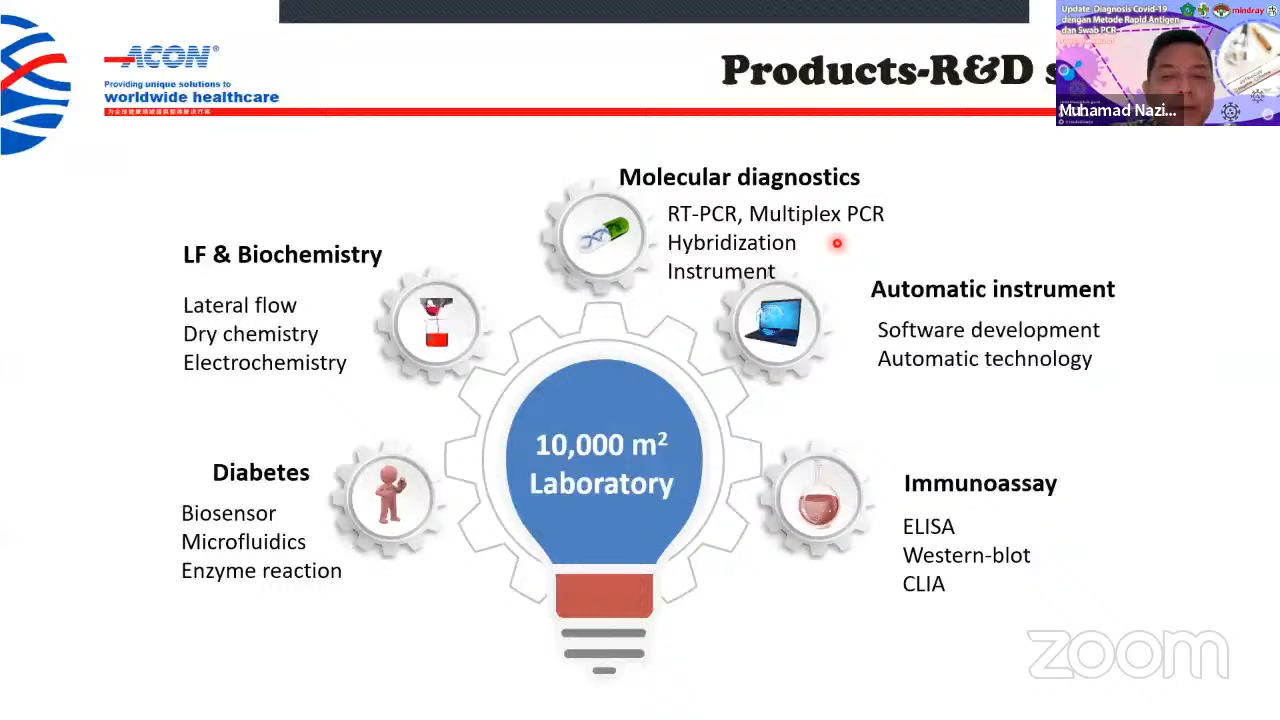 ACON®
Providing unique solutions to
worldwide healthcare
Products-R&D s
Update Diagnosis Covid-19
dengan Metode Rapid Antigen
dan Swab PCR
mindray
Muhamad Nazi...
Molecular diagnostics
RT-PCR, Multiplex PCR
Hybridization
Instrument
LF & Biochemistry
Lateral flow
Dry chemistry
Electrochemistry
Automatic instrument
Software development
Automatic technology
10,000 m²
Laboratory
Diabetes
Biosensor
Microfluidics
Enzyme reaction
Immunoassay
ELISA
Western-blot
CLIA
zoom